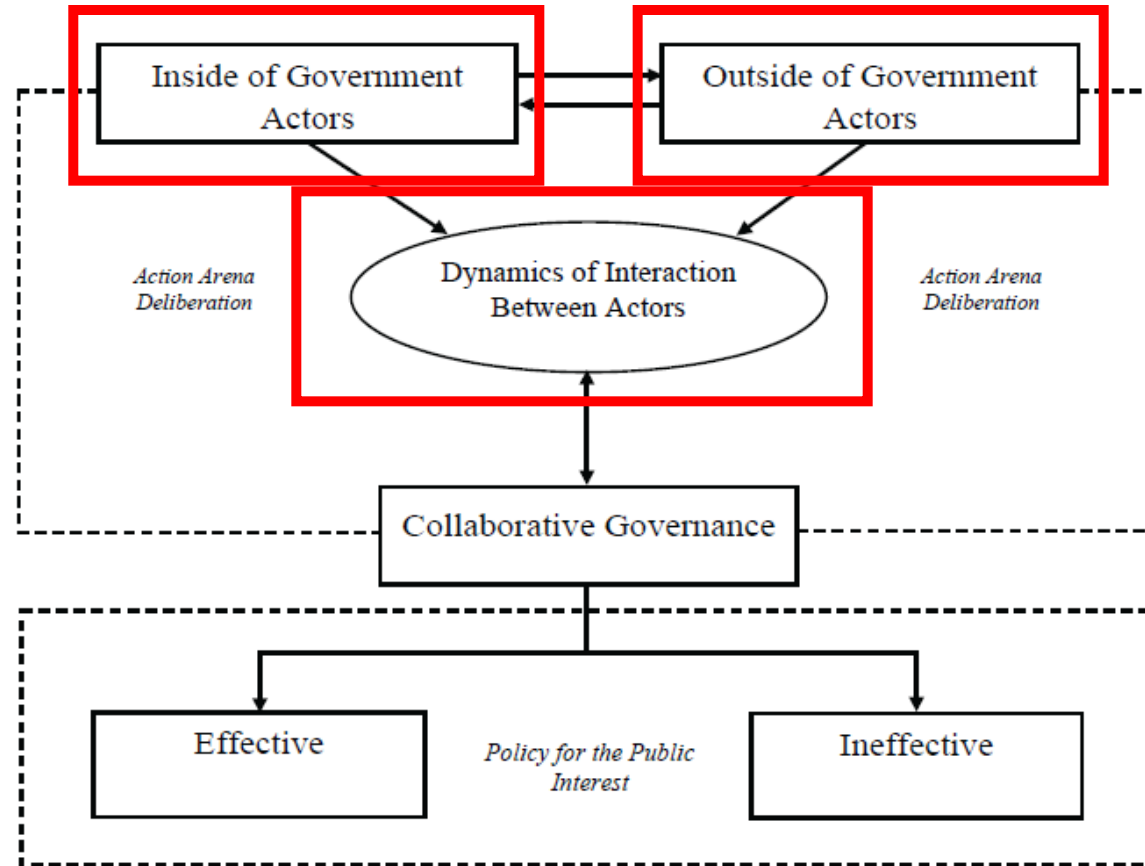 Inside of Government
Actors
Outside of Government
Actors
Dynamics of Interaction
Between Actors
Action Arena
Deliberation
Action Arena
Deliberation
Collaborative Governance
Effective
Policy for the Public
Interest
Ineffective